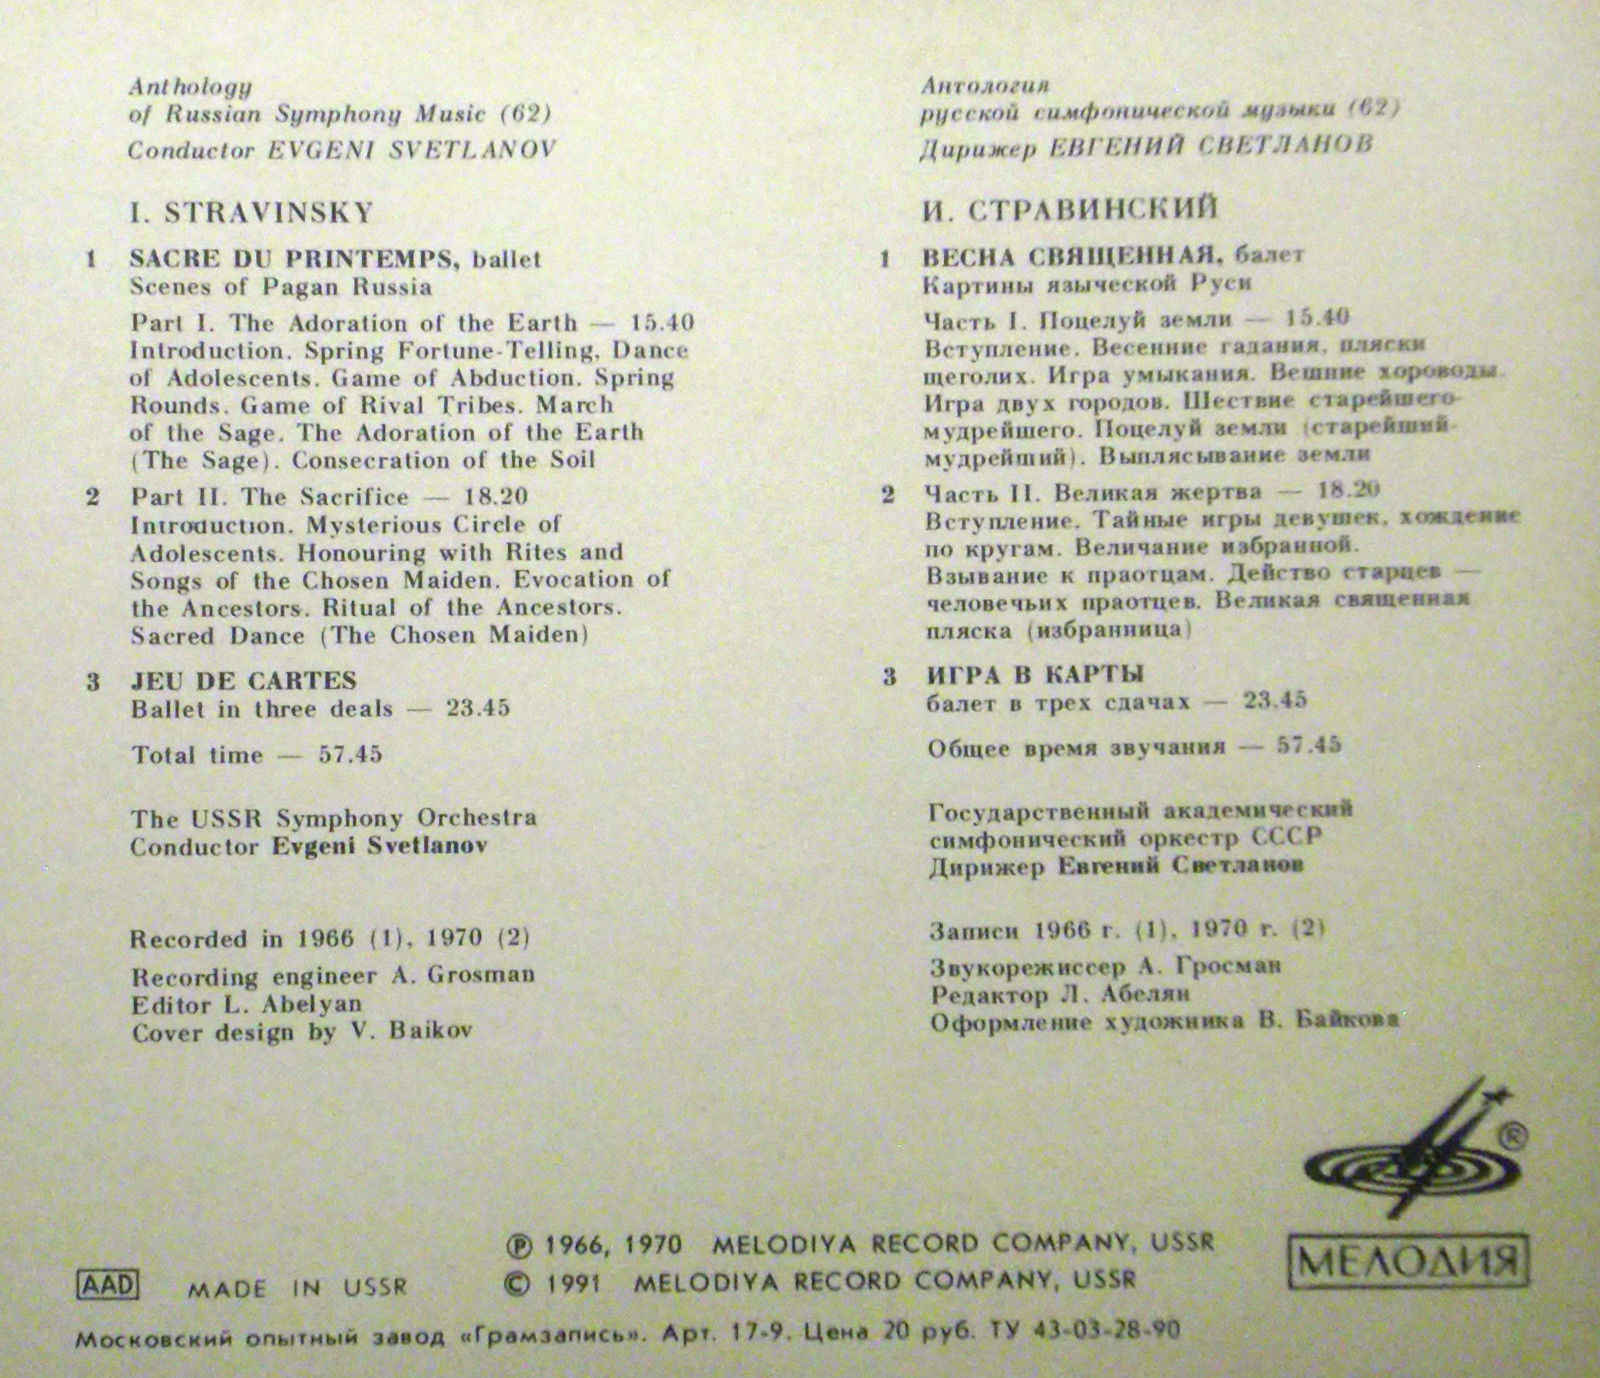 Anthology
of Russian Symphony Music (62)
Conductor EVGENI SVETLANOV
I. STRAVINSKY
1 SACRE DU PRINTEMPS, ballet
Scenes of Pagan Russia
Part I. The Adoration of the Earth — 15.40
Introduction. Spring Fortune-Telling, Dance
of Adolescents. Game of Abduction. Spring
Rounds. Game of Rival Tribes. March
of the Sage. The Adoration of the Earth
(The Sage). Consecration of the Soil
2 Part II. The Sacrifice — 18.20
Introduction. Mysterious Circle of
Adolescents. Honouring with Rites and
Songs of the Chosen Maiden. Evocation of
the Ancestors. Ritual of the Ancestors.
Sacred Dance (The Chosen Maiden)
3 JEU DE CARTES
Ballet in three deals — 23.45
Total time — 57.45
The USSR Symphony Orchestra
Conductor Evgeni Svetlanov
Recorded in 1966 (1), 1970 (2)
Recording engineer A. Grosman
Editor L. Abelyan
Cover design by V. Baikov
Антология
русской симфонической музыки (62)
Дирижер ЕВГЕНИЙ СВЕТЛАНОВ
И. СТРАВИНСКИЙ
1 ВЕСНА СВЯЩЕННАЯ, балет
Картины языческой Руси
Часть I. Поцелуй земли — 15.40
Вступление. Весенние гадания, пляски
щеголих. Игра умыкания. Вешние хороводы.
Игра двух городов. Шествие старейшего-
мудрейшего. Поцелуй земли (старейший-
мудрейший). Выплясывание земли
2 Часть II. Великая жертва — 18.20
Вступление. Тайные игры девушек, хождение
по кругам. Величание избранной.
Взывание к праотцам. Действо старцев —
человечьих праотцев. Великая священная
пляска (избранница)
3 ИГРА В КАРТЫ
балет в трех сдачах — 23.45
Общее время звучания — 57.45
Государственный академический
симфонический оркестр СССР
Дирижер Евгений Светланов
Записи 1966 г. (1), 1970 г. (2)
Звукорежиссер А. Гросман
Редактор Л. Абелян
Оформление художника В. Байкова
®
МЕЛОДИЯ
℗ 1966, 1970 MELODIYA RECORD COMPANY, USSR
AAD MADE IN USSR © 1991 MELODIYA RECORD COMPANY, USSR
Московский опытный завод «Грамзапись». Арт. 17-9. Цена 20 руб. ТУ 43-03-28-90